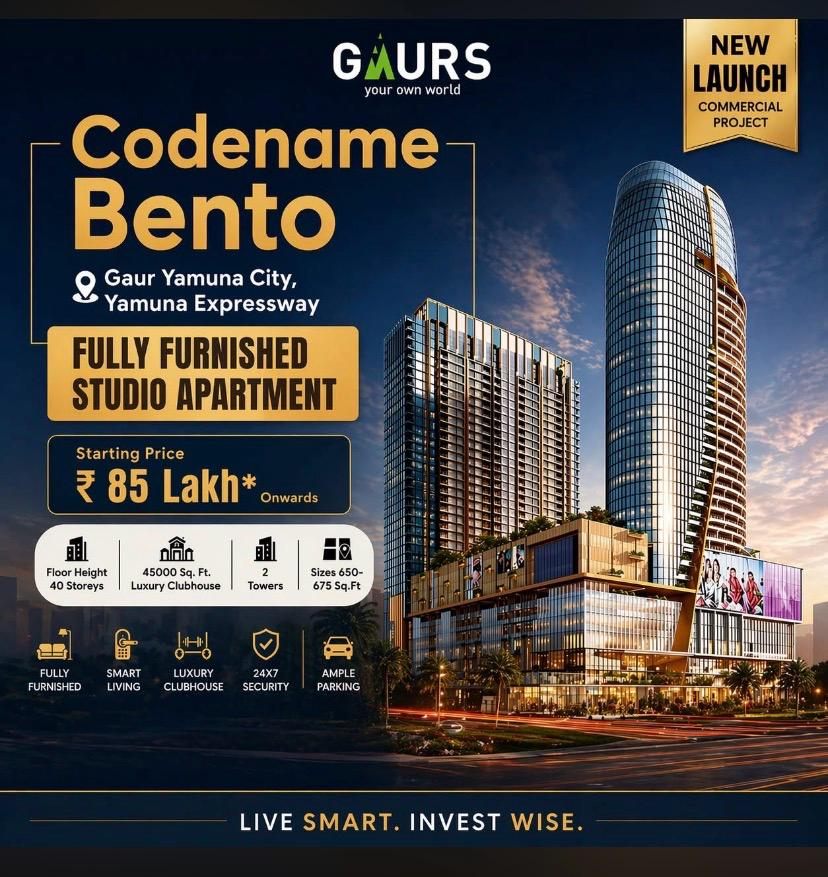 GAURS
your own world
NEW
LAUNCH
COMMERCIAL
PROJECT
Codename
Bento
Gaur Yamuna City,
Yamuna Expressway
FULLY FURNISHED
STUDIO APARTMENT
Starting Price
₹ 85 Lakh* Onwards
Floor Height
40 Storeys
45000 Sq. Ft.
Luxury Clubhouse
2
Towers
Sizes 650-
675 Sq.Ft
FULLY
FURNISHED
SMART
LIVING
LUXURY
CLUBHOUSE
24X7
SECURITY
AMPLE
PARKING
LIVE SMART. INVEST WISE.